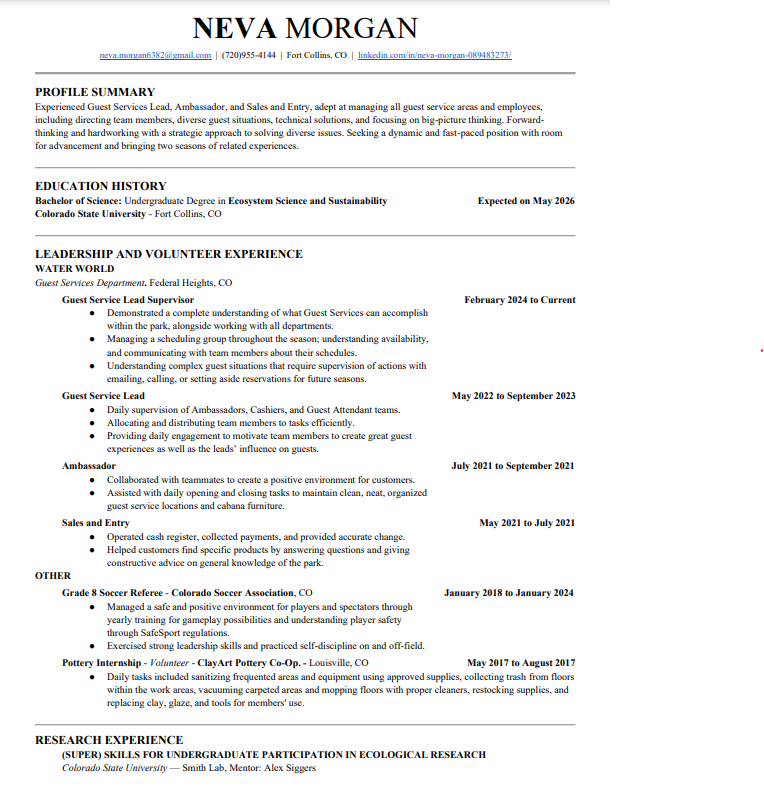 NEVA MORGAN
neva.morgan6382@gmail.com | (720)955-4144 | Fort Collins, CO | linkedin.com/in/neva-morgan-089483273/
PROFILE SUMMARY
Experienced Guest Services Lead, Ambassador, and Sales and Entry, adept at managing all guest service areas and employees,
including directing team members, diverse guest situations, technical solutions, and focusing on big-picture thinking. Forward-
thinking and hardworking with a strategic approach to solving diverse issues. Seeking a dynamic and fast-paced position with room
for advancement and bringing two seasons of related experiences.
EDUCATION HISTORY
Bachelor of Science: Undergraduate Degree in Ecosystem Science and Sustainability Expected on May 2026
Colorado State University - Fort Collins, CO
LEADERSHIP AND VOLUNTEER EXPERIENCE
WATER WORLD
Guest Services Department. Federal Heights, CO
Guest Service Lead Supervisor February 2024 to Current
● Demonstrated a complete understanding of what Guest Services can accomplish
within the park, alongside working with all departments.
● Managing a scheduling group throughout the season; understanding availability,
and communicating with team members about their schedules.
● Understanding complex guest situations that require supervision of actions with
emailing, calling, or setting aside reservations for future seasons.
Guest Service Lead May 2022 to September 2023
● Daily supervision of Ambassadors, Cashiers, and Guest Attendant teams.
● Allocating and distributing team members to tasks efficiently.
● Providing daily engagement to motivate team members to create great guest
experiences as well as the leads' influence on guests.
Ambassador July 2021 to September 2021
● Collaborated with teammates to create a positive environment for customers.
● Assisted with daily opening and closing tasks to maintain clean, neat, organized
guest service locations and cabana furniture.
Sales and Entry May 2021 to July 2021
● Operated cash register, collected payments, and provided accurate change.
● Helped customers find specific products by answering questions and giving
constructive advice on general knowledge of the park.
OTHER
Grade 8 Soccer Referee - Colorado Soccer Association, CO January 2018 to January 2024
● Managed a safe and positive environment for players and spectators through
yearly training for gameplay possibilities and understanding player safety
through SafeSport regulations.
● Exercised strong leadership skills and practiced self-discipline on and off-field.
Pottery Internship - Volunteer - ClayArt Pottery Co-Op. - Louisville, CO May 2017 to August 2017
● Daily tasks included sanitizing frequented areas and equipment using approved supplies, collecting trash from floors
within the work areas, vacuuming carpeted areas and mopping floors with proper cleaners, restocking supplies, and
replacing clay, glaze, and tools for members' use.
RESEARCH EXPERIENCE
(SUPER) SKILLS FOR UNDERGRADUATE PARTICIPATION IN ECOLOGICAL RESEARCH
Colorado State University — Smith Lab, Mentor: Alex Siggers